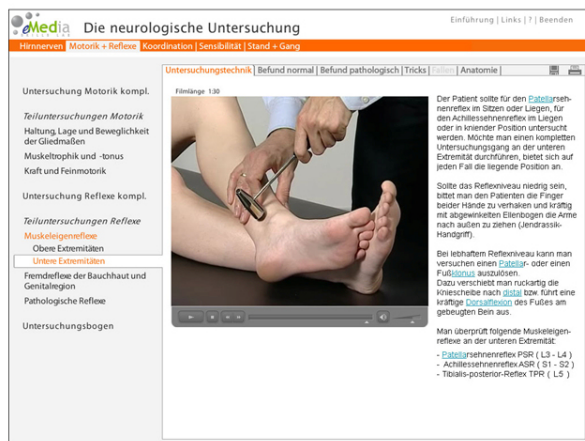 eMedia
Die neurologische Untersuchung
Einführung | Links | ? | Beenden
Hirnnerven | Motorik + Reflexe | Koordination | Sensibilität | Stand + Gang
Untersuchungstechnik | Befund normal | Befund pathologisch | Tricks | Fallen | Anatomie |
Untersuchung Motorik kompl.
Teiluntersuchungen Motorik
Haltung, Lage und Beweglichkeit
der Gliedmaßen
Muskeltrophik und -tonus
Kraft und Feinmotorik
Untersuchung Reflexe kompl.
Teiluntersuchungen Reflexe
Muskeleigenreflexe
Obere Extremitäten
Untere Extremitäten
Fremdreflexe der Bauchhaut und
Genitalregion
Pathologische Reflexe
Untersuchungsbogen
Filmlänge 1:30
Der Patient sollte für den Patellarseh-
nenreflex im Sitzen oder Liegen, für
den Achillessehnenreflex im Liegen
oder in kniender Position untersucht
werden. Möchte man einen kompletten
Untersuchungsgang an der unteren
Extremität durchführen, bietet sich auf
jeden Fall die liegende Position an.
Sollte das Reflexniveau niedrig sein,
bittet man den Patienten die Finger
beider Hände zu verhaken und kräftig
mit abgewinkelten Ellenbogen die Arme
nach außen zu ziehen (Jendrassik-
Handgriff).
Bei lebhaftem Reflexniveau kann man
versuchen einen Patellar- oder einen
Fußklonus auszulösen.
Dazu verschiebt man ruckartig die
Kniescheibe nach distal bzw. führt eine
kräftige Dorsalflexion des Fußes am
gebeugten Bein aus.
Man überprüft folgende Muskeleigen-
reflexe an der unteren Extremität:
- Patellarsehnenreflex PSR ( L3 - L4 )
- Achillessehnenreflex ASR ( S1 - S2 )
- Tibialis-posterior-Reflex TPR ( L5 )